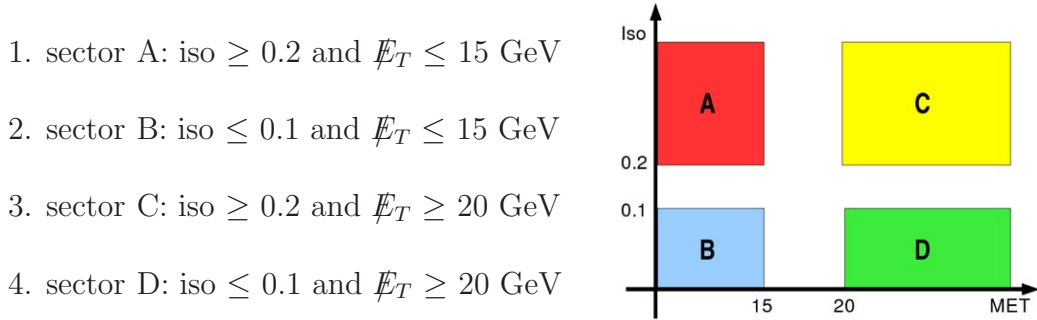 1. sector A: iso ≥ 0.2 and E̸_T ≤ 15 GeV
2. sector B: iso ≤ 0.1 and E̸_T ≤ 15 GeV
3. sector C: iso ≥ 0.2 and E̸_T ≥ 20 GeV
4. sector D: iso ≤ 0.1 and E̸_T ≥ 20 GeV
Iso
A C
0.2
0.1
B D
15 20 MET